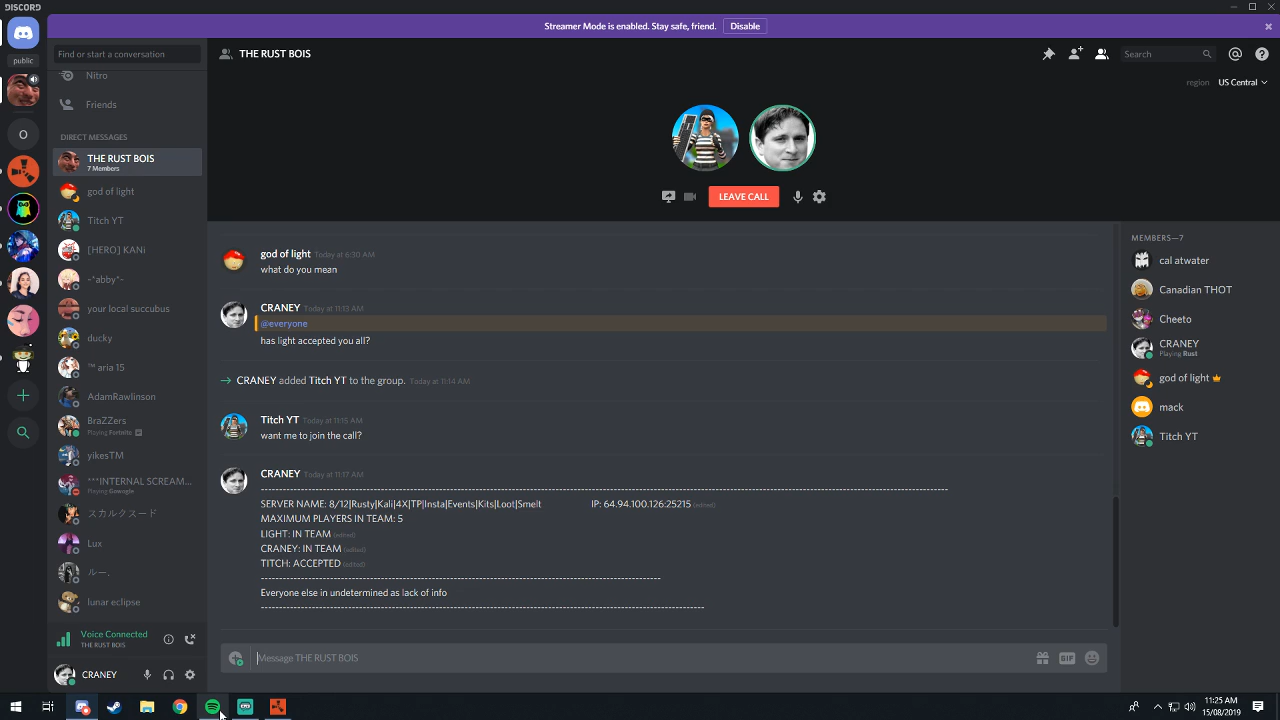 DISCORD
Streamer Mode is enabled. Stay safe, friend. Disable
public
Find or start a conversation
Nitro
Friends
DIRECT MESSAGES
THE RUST BOIS
7 Members
god of light
Titch YT
[HERO] KANi
-*abby*-
your local succubus
ducky
™ aria 15
AdamRawlinson
BraZZers
Playing Fortnite
yikesTM
***INTERNAL SCREAM...
Playing Gowogle
スカルクスード
Lux
ルー.
lunar eclipse
Voice Connected
THE RUST BOIS
CRANEY
O
THE RUST BOIS
Search
region US Central
LEAVE CALL
god of light Today at 6:30 AM
what do you mean
CRANEY Today at 11:13 AM
@everyone
has light accepted you all?
CRANEY added Titch YT to the group. Today at 11:14 AM
Titch YT Today at 11:15 AM
want me to join the call?
CRANEY Today at 11:17 AM
SERVER NAME: 8/12|Rusty|Kali|4X|TP|Insta|Events|Kits|Loot|Smelt IP: 64.94.100.126:25215 (edited)
MAXIMUM PLAYERS IN TEAM: 5
LIGHT: IN TEAM (edited)
CRANEY: IN TEAM (edited)
TITCH: ACCEPTED (edited)
Everyone else in undetermined as lack of info
Message THE RUST BOIS
GIF
MEMBERS—7
cal atwater
Canadian THOT
Cheeto
CRANEY
Playing Rust
god of light
mack
Titch YT
11:25 AM
15/08/2019